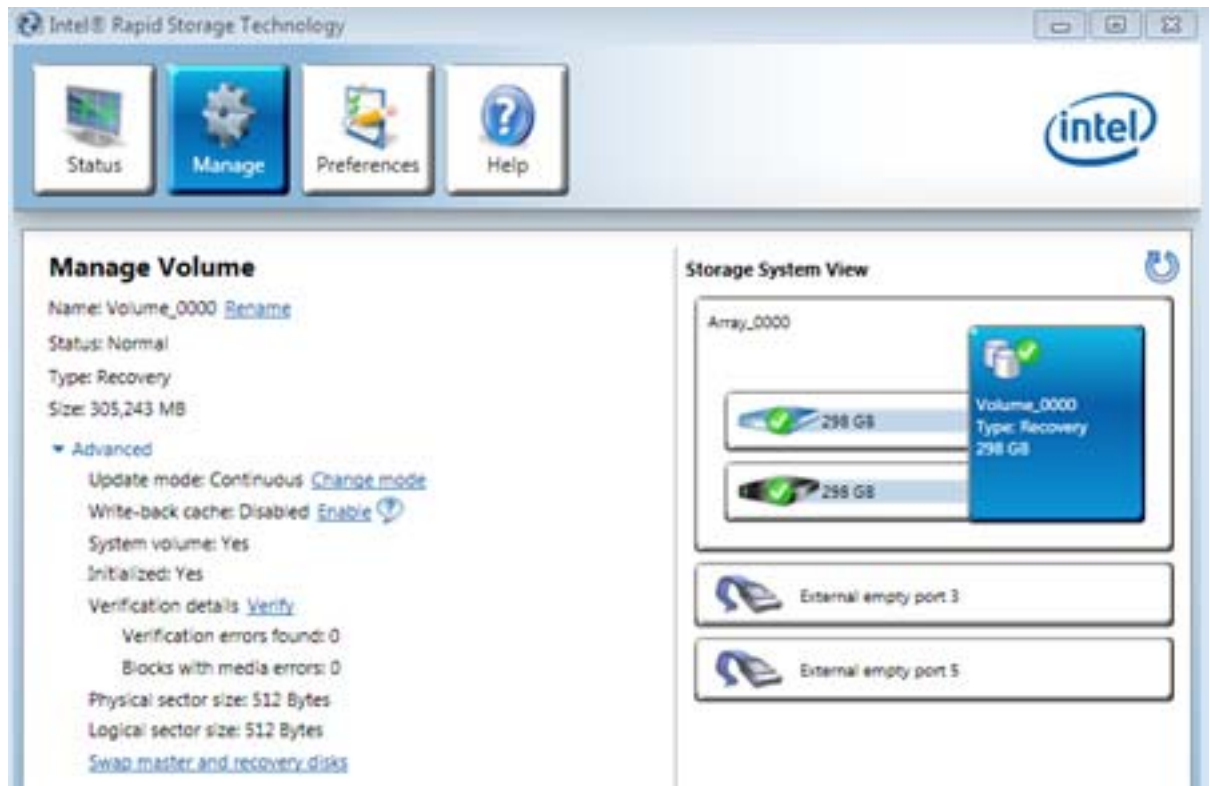 Intel® Rapid Storage Technology
Status
Manage
Preferences
Help
intel
Manage Volume
Name: Volume_0000 Rename
Status: Normal
Type: Recovery
Size: 305,243 MB
Advanced
Update mode: Continuous Change mode
Write-back cache: Disabled Enable
System volume: Yes
Initialized: Yes
Verification details Verify
Verification errors found: 0
Blocks with media errors: 0
Physical sector size: 512 Bytes
Logical sector size: 512 Bytes
Swap master and recovery disks
Storage System View
Array_0000
298 GB
298 GB
Volume_0000
Type: Recovery
298 GB
External empty port 3
External empty port 5